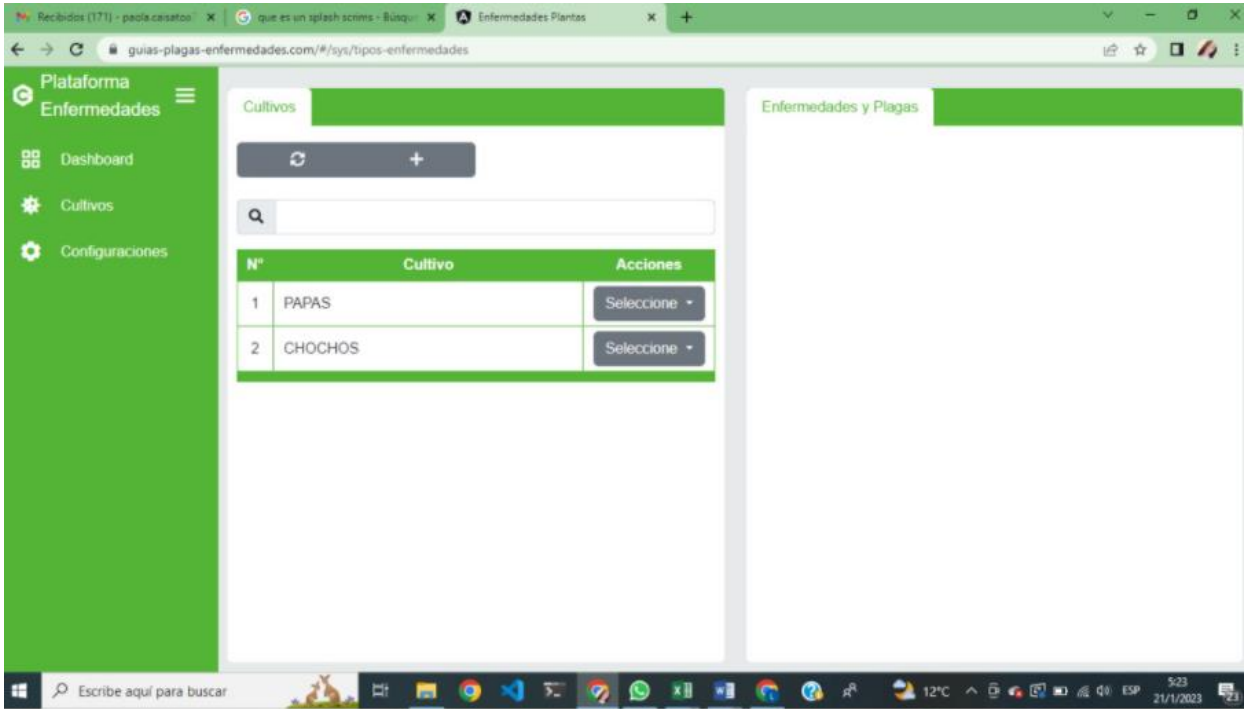 Recibidos (171) - paola.caisatoa
que es un splash scrims - Búsqu
Enfermedades Plantas
guias-plagas-enfermedades.com/#/sys/tipos-enfermedades
Plataforma
Enfermedades
Dashboard
Cultivos
Configuraciones
Cultivos
N° Cultivo Acciones
1 PAPAS Seleccione
2 CHOCHOS Seleccione
Enfermedades y Plagas
Escribe aquí para buscar
12°C
ESP
5:23
21/1/2023
23